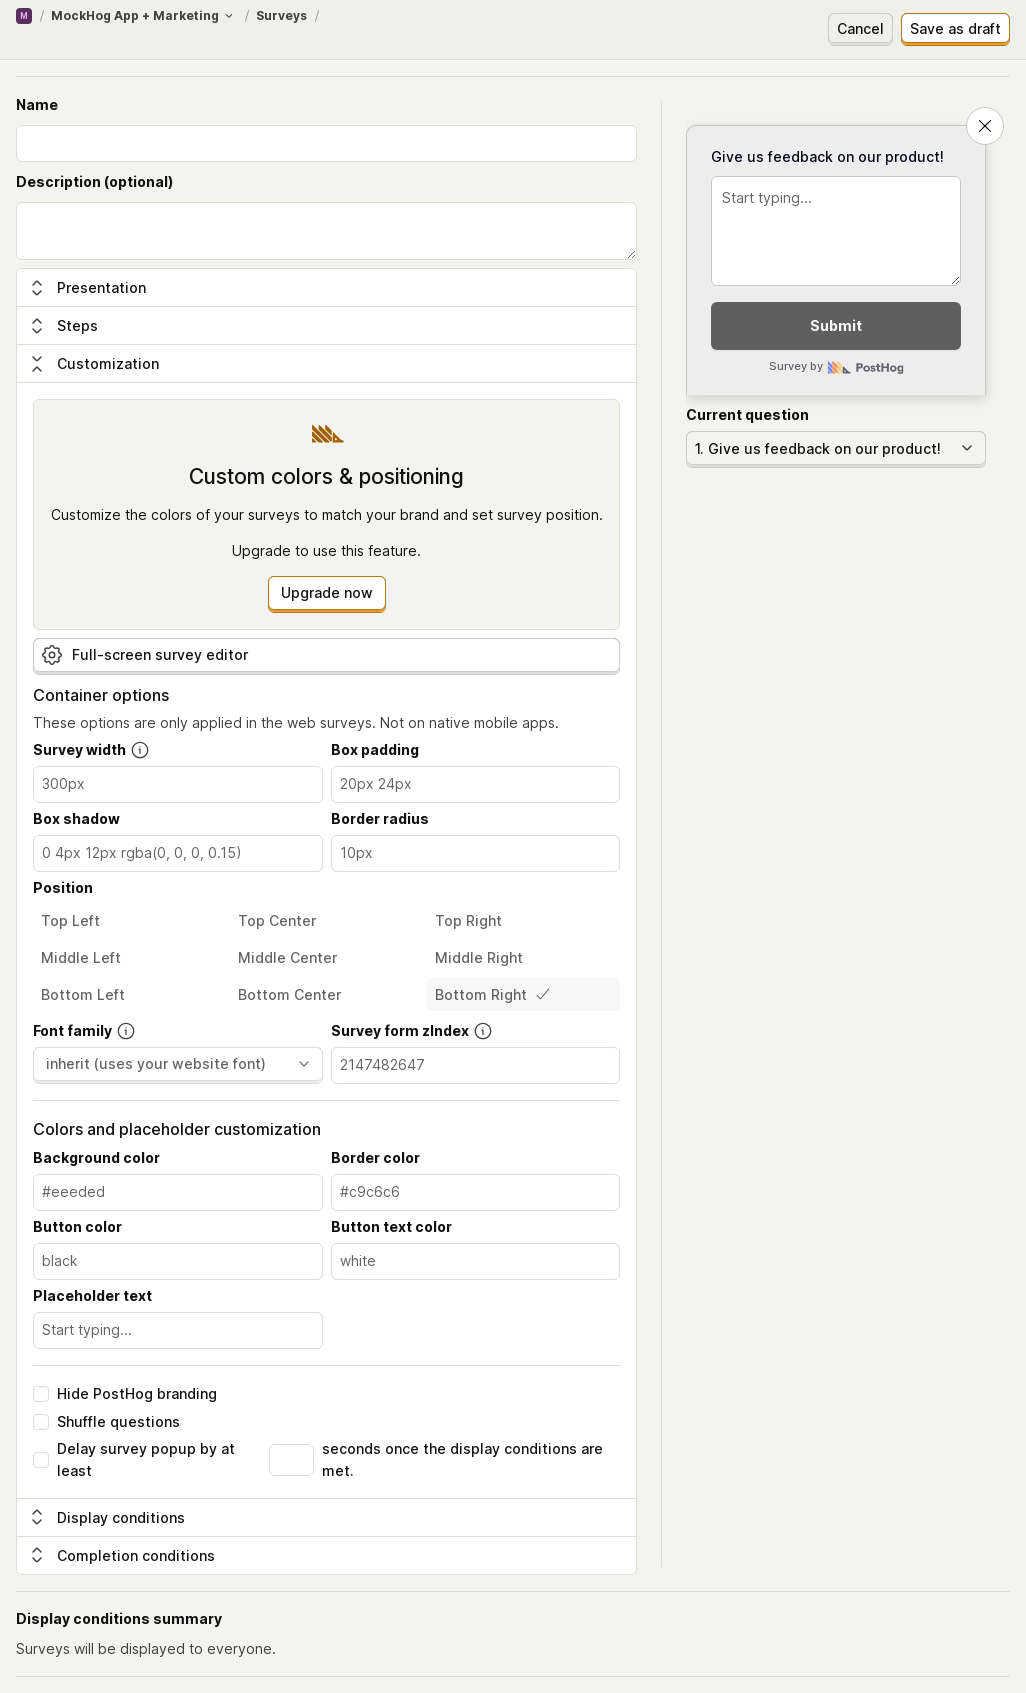 M / MockHog App + Marketing / Surveys /
Cancel
Save as draft
Name
Description (optional)
Presentation
Steps
Customization
Custom colors & positioning
Customize the colors of your surveys to match your brand and set survey position.
Upgrade to use this feature.
Upgrade now
Full-screen survey editor
Container options
These options are only applied in the web surveys. Not on native mobile apps.
Survey width
Box padding
300px
20px 24px
Box shadow
Border radius
0 4px 12px rgba(0, 0, 0, 0.15)
10px
Position
Top Left
Top Center
Top Right
Middle Left
Middle Center
Middle Right
Bottom Left
Bottom Center
Bottom Right
Font family
Survey form zIndex
inherit (uses your website font)
2147482647
Colors and placeholder customization
Background color
Border color
#eeeded
#c9c6c6
Button color
Button text color
black
white
Placeholder text
Start typing...
Hide PostHog branding
Shuffle questions
Delay survey popup by at
least
seconds once the display conditions are
met.
Display conditions
Completion conditions
Give us feedback on our product!
Start typing...
Submit
Survey by PostHog
Current question
1. Give us feedback on our product!
Display conditions summary
Surveys will be displayed to everyone.